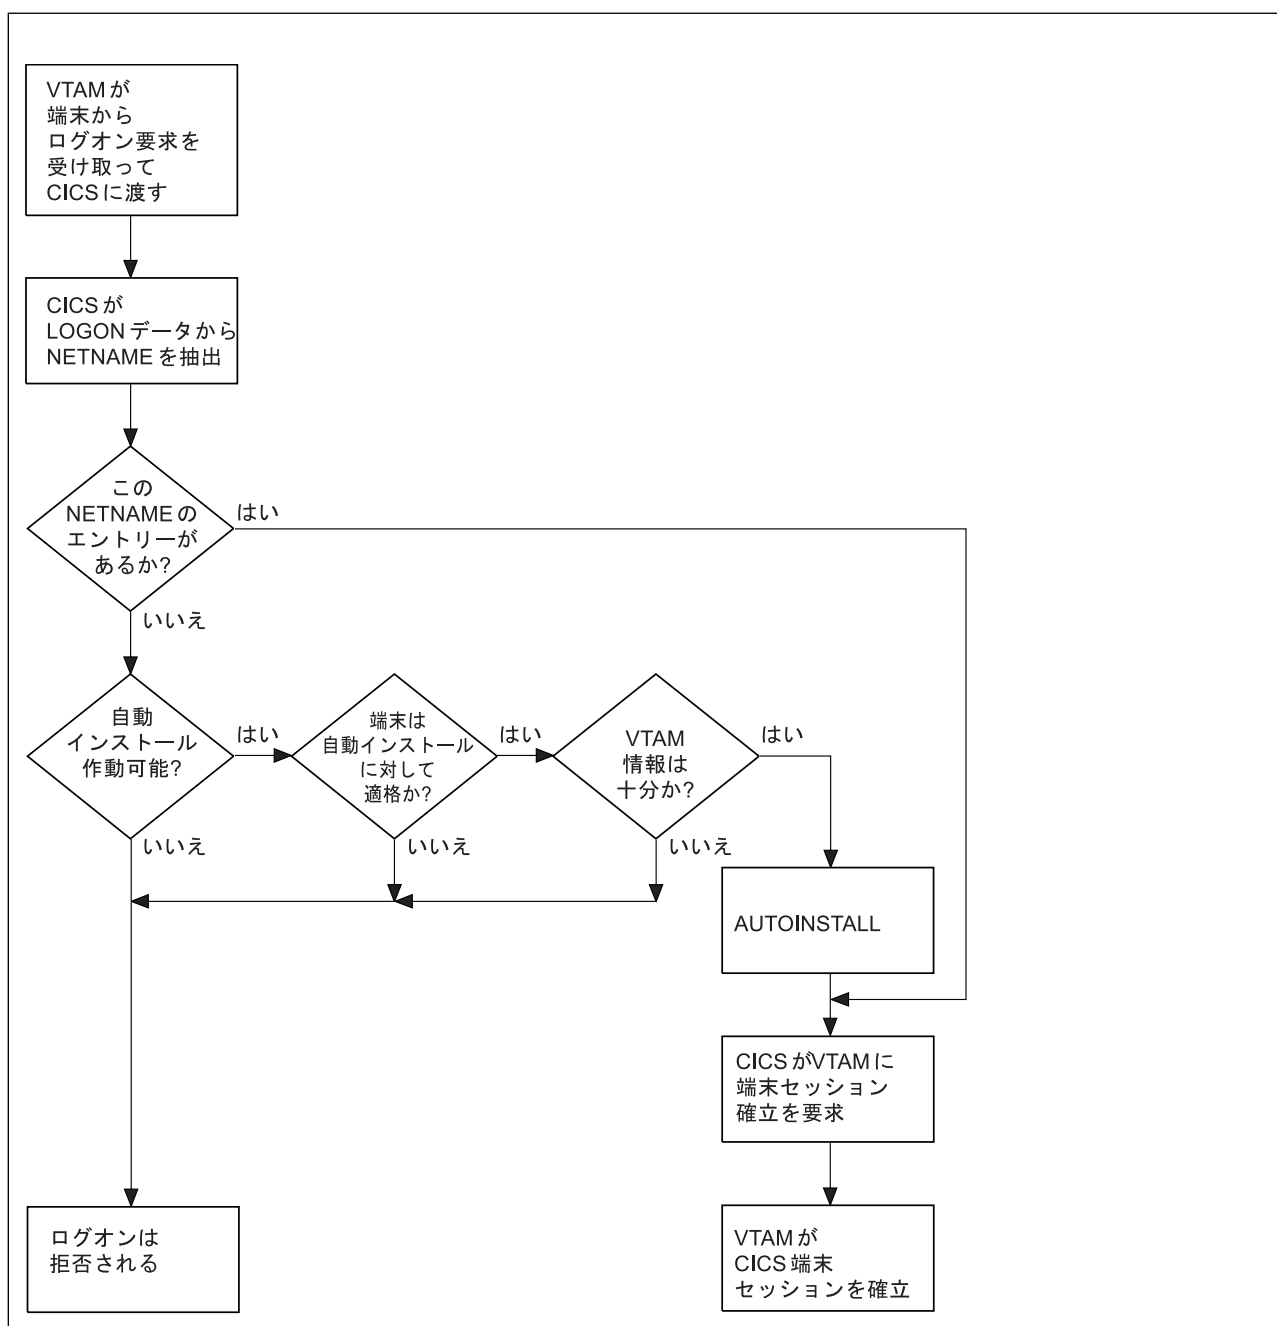 VTAMが
端末から
ログオン要求を
受け取って
CICSに渡す
CICSが
LOGONデータから
NETNAMEを抽出
この
NETNAMEの
エントリーが
あるか?
はい
いいえ
自動
インストール
作動可能?
はい
いいえ
端末は
自動インストール
に対して
適格か?
はい
いいえ
VTAM
情報は
十分か?
はい
いいえ
AUTOINSTALL
CICSがVTAMに
端末セッション
確立を要求
ログオンは
拒否される
VTAMが
CICS端末
セッションを確立